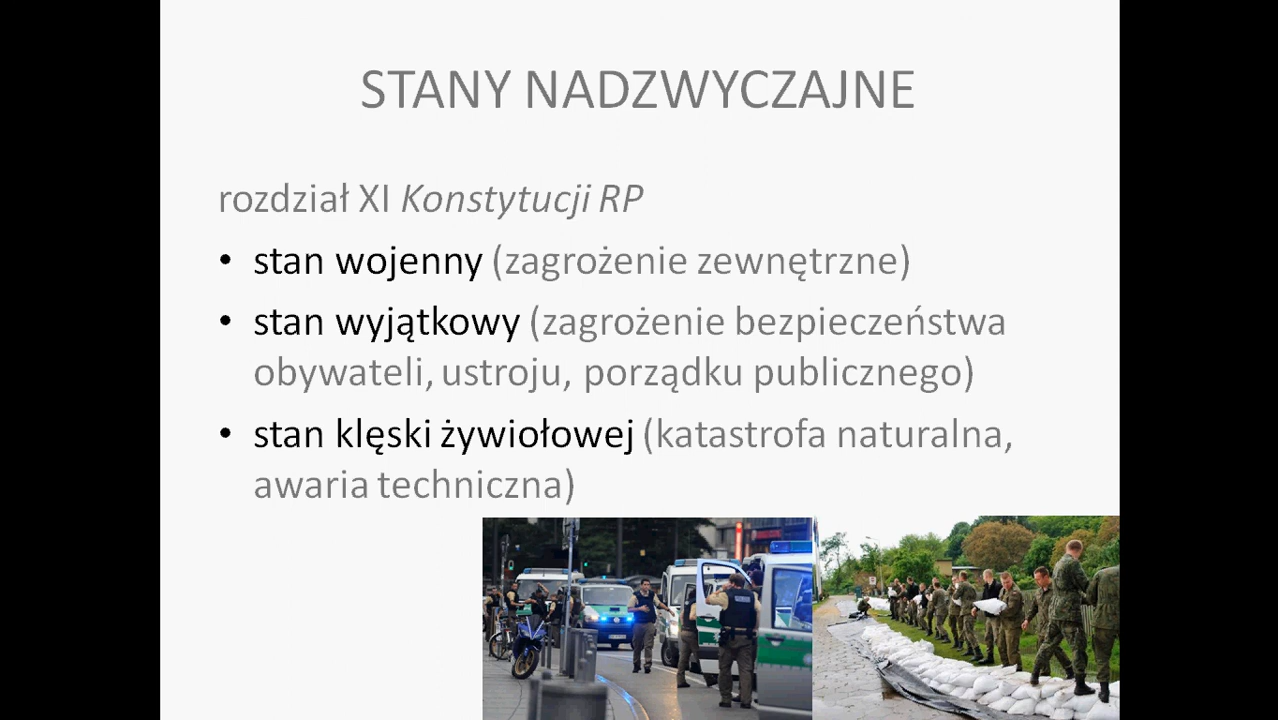 STANY NADZWYCZAJNE
rozdział XI Konstytucji RP
• stan wojenny (zagrożenie zewnętrzne)
• stan wyjątkowy (zagrożenie bezpieczeństwa
obywateli, ustroju, porządku publicznego)
• stan klęski żywiołowej (katastrofa naturalna,
awaria techniczna)